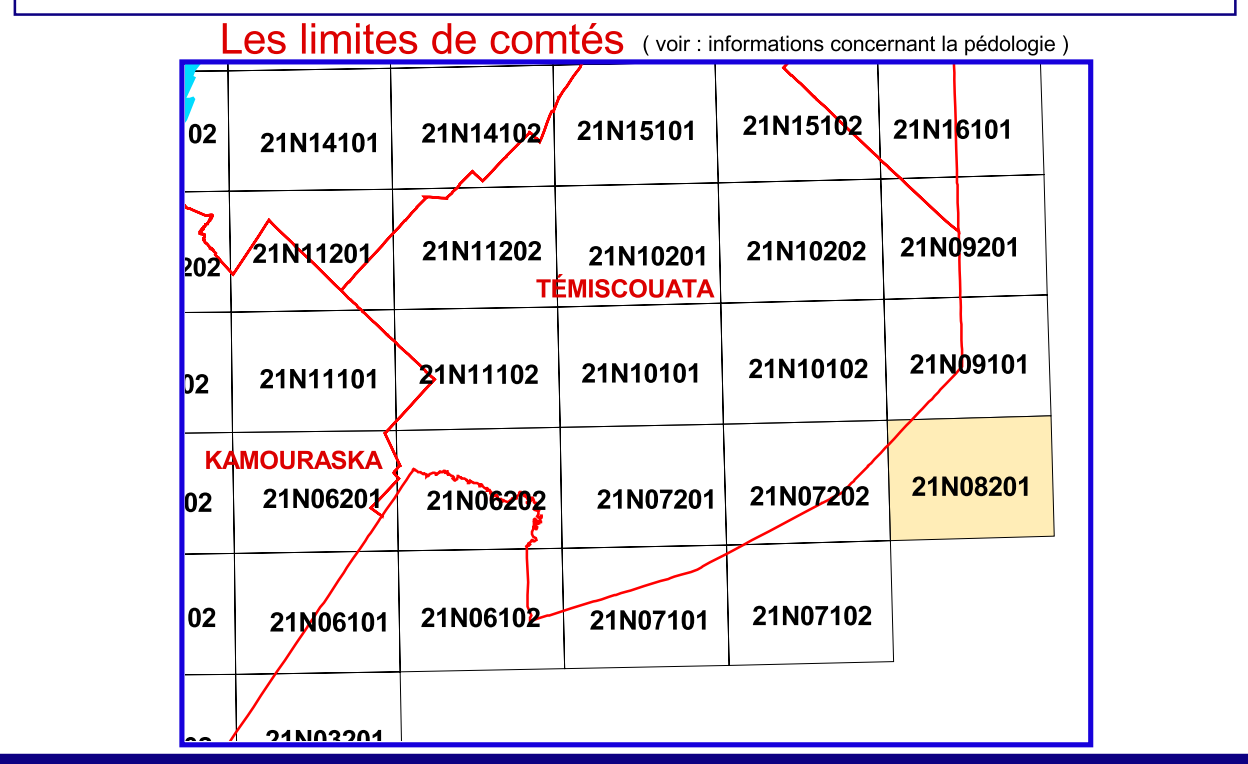 Les limites de comtés ( voir : informations concernant la pédologie )
02 21N14101 21N14102 21N15101 21N15102 21N16101
202 21N11201 21N11202 21N10201 21N10202 21N09201
TÉMISCOUATA
02 21N11101 21N11102 21N10101 21N10102 21N09101
KAMOURASKA
02 21N06201 21N06202 21N07201 21N07202 21N08201
02 21N06101 21N06102 21N07101 21N07102
21N03201